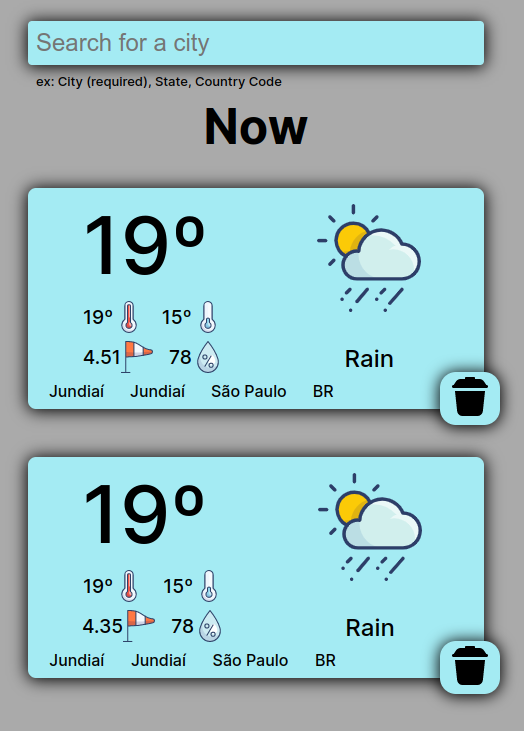 Search for a city
ex: City (required), State, Country Code
Now
19º
19º 15º
4.51 78 %
Rain
Jundiaí Jundiaí São Paulo BR
19º
19º 15º
4.35 78 %
Rain
Jundiaí Jundiaí São Paulo BR